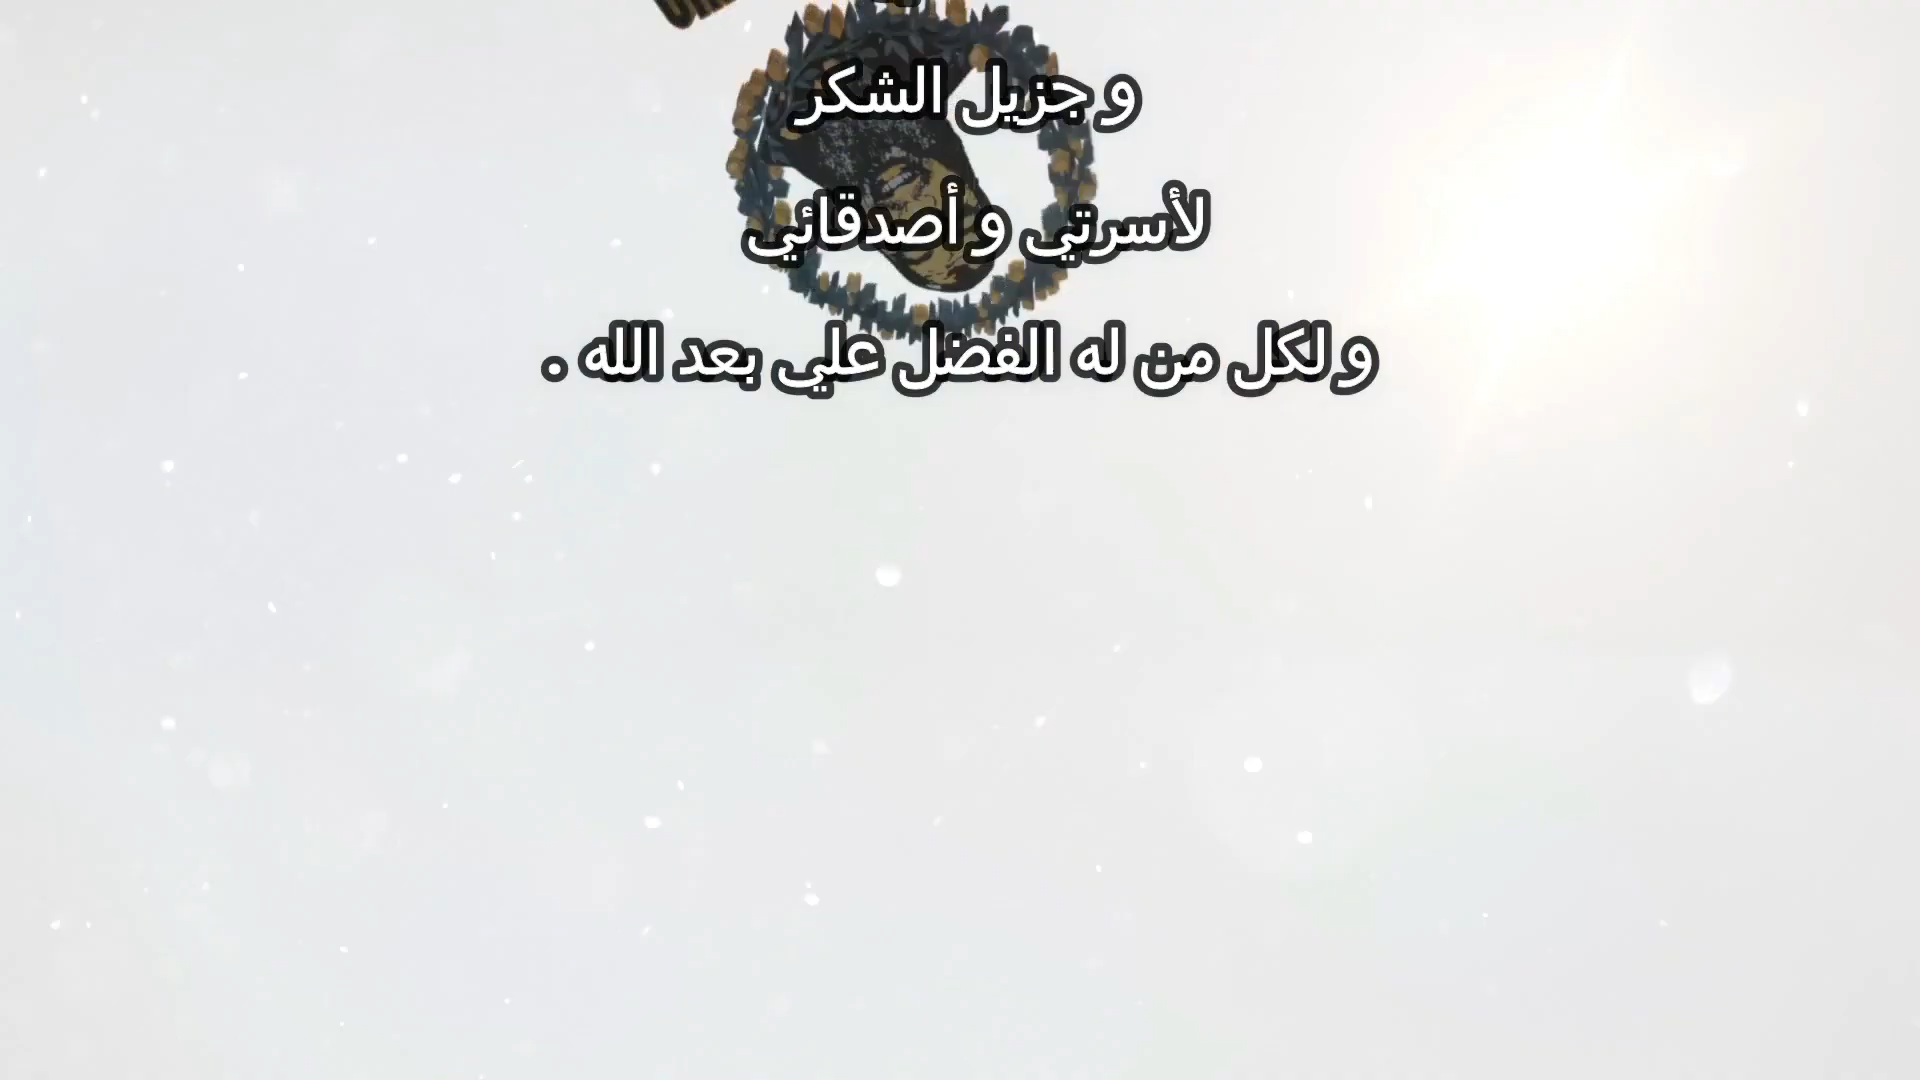 و جزيل الشكر
لأسرتي و أصدقائي
و لكل من له الفضل علي بعد الله .